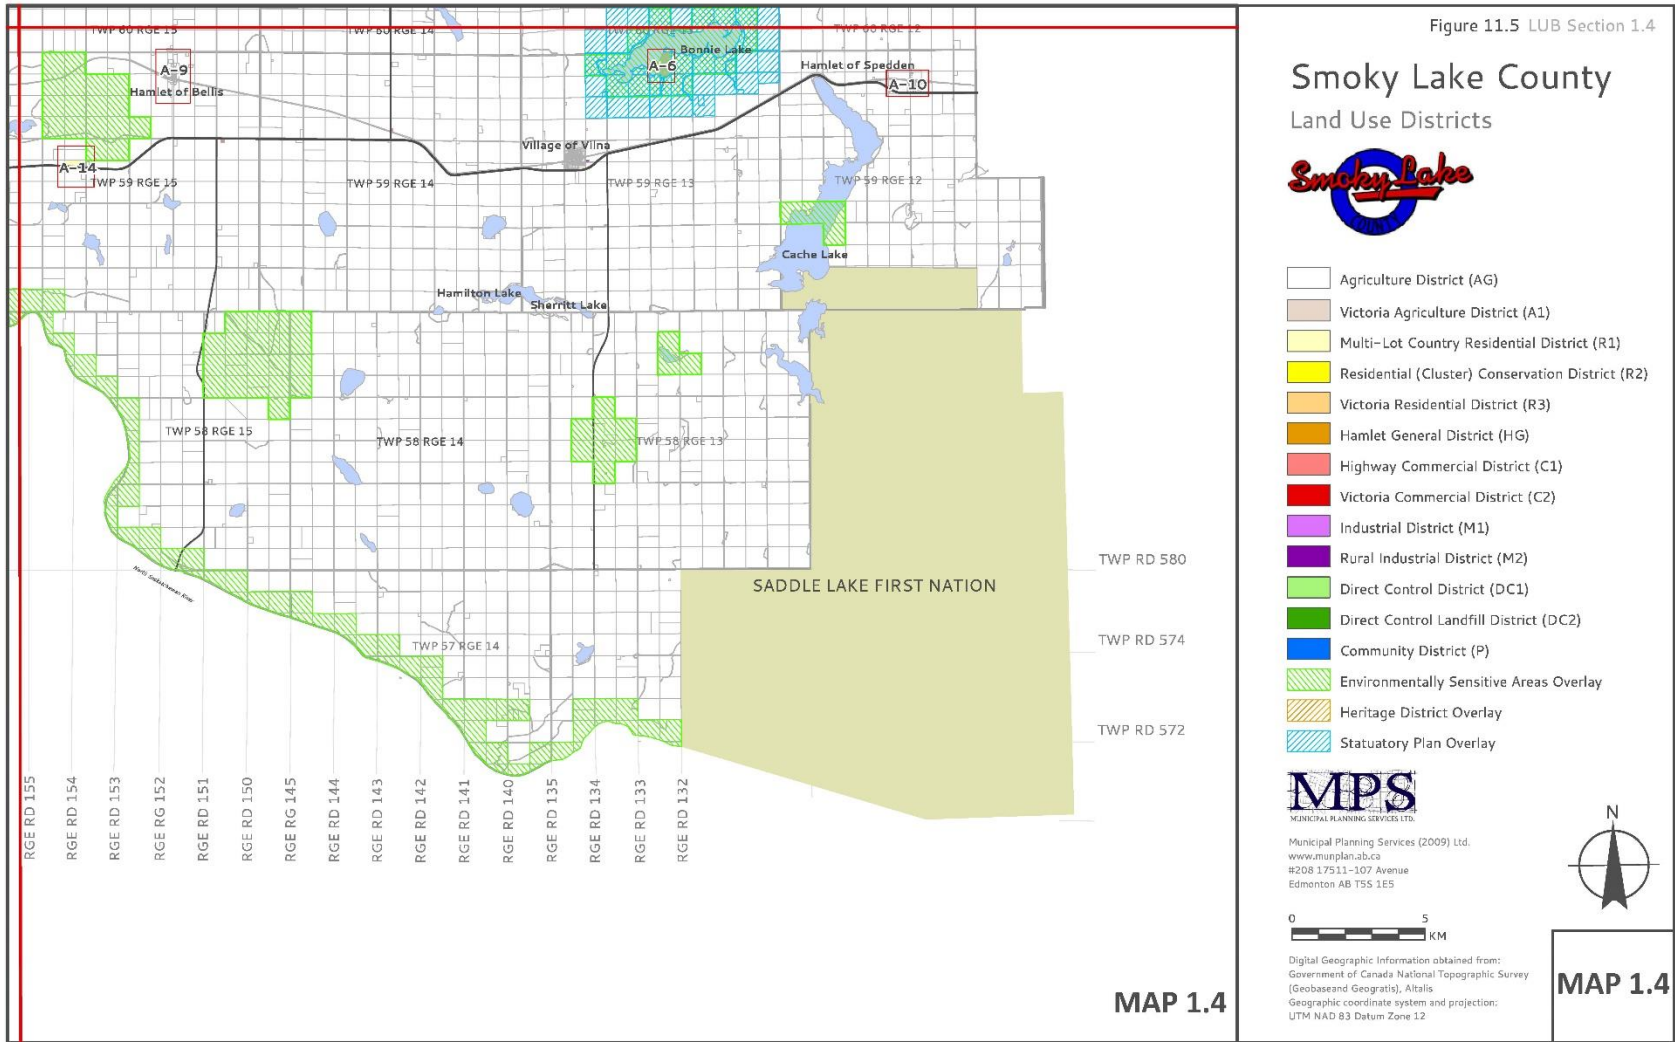 TWP 60 RGE 15
TWP 60 RGE 14
TWP 60 RGE 13
TWP 60 RGE 12
Bonnie Lake
A-9
A-6
Hamlet of Spedden
A-10
Hamlet of Bellis
Village of Vilna
A-14
TWP 59 RGE 15
TWP 59 RGE 14
TWP 59 RGE 13
TWP 59 RGE 12
Cache Lake
Hamilton Lake
Sherritt Lake
TWP 58 RGE 15
TWP 58 RGE 14
TWP 58 RGE 13
North Saskatchewan River
SADDLE LAKE FIRST NATION
TWP 57 RGE 14
TWP RD 580
TWP RD 574
TWP RD 572
RGE RD 155
RGE RD 154
RGE RD 153
RGE RG 152
RGE RD 151
RGE RD 150
RGE RG 145
RGE RD 144
RGE RD 143
RGE RD 142
RGE RD 141
RGE RD 140
RGE RD 135
RGE RD 134
RGE RD 133
RGE RD 132
MAP 1.4
Figure 11.5 LUB Section 1.4
Smoky Lake County
Land Use Districts
Smoky Lake
COUNTY
Agriculture District (AG)
Victoria Agriculture District (A1)
Multi-Lot Country Residential District (R1)
Residential (Cluster) Conservation District (R2)
Victoria Residential District (R3)
Hamlet General District (HG)
Highway Commercial District (C1)
Victoria Commercial District (C2)
Industrial District (M1)
Rural Industrial District (M2)
Direct Control District (DC1)
Direct Control Landfill District (DC2)
Community District (P)
Environmentally Sensitive Areas Overlay
Heritage District Overlay
Statuatory Plan Overlay
MPS
MUNICIPAL PLANNING SERVICES LTD.
Municipal Planning Services (2009) Ltd.
www.munplan.ab.ca
#208 17511-107 Avenue
Edmonton AB T5S 1E5
N
0 5
KM
Digital Geographic Information obtained from:
Government of Canada National Topographic Survey
(Geobaseand Geogratis), Altalis
Geographic coordinate system and projection:
UTM NAD 83 Datum Zone 12
MAP 1.4